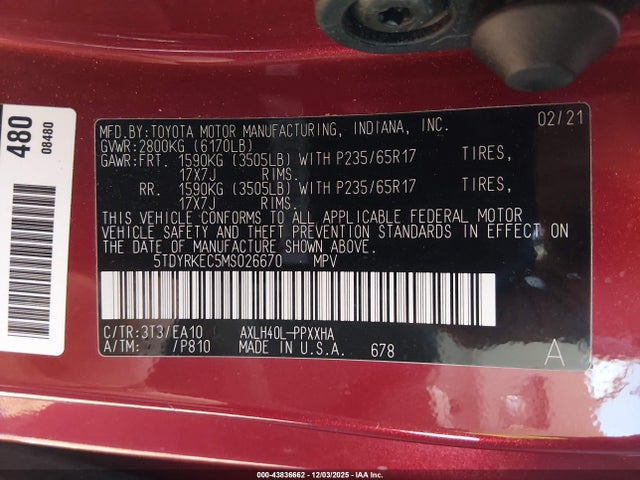 480
08480
MFD.BY:TOYOTA MOTOR MANUFACTURING, INDIANA, INC. 02/21
GVWR:2800KG (6170LB)
GAWR:FRT. 1590KG (3505LB) WITH P235/65R17 TIRES,
17X7J RIMS.
RR. 1590KG (3505LB) WITH P235/65R17 TIRES,
17X7J RIMS.
THIS VEHICLE CONFORMS TO ALL APPLICABLE FEDERAL MOTOR
VEHICLE SAFETY AND THEFT PREVENTION STANDARDS IN EFFECT
ON THE DATE OF MANUFACTURE SHOWN ABOVE.
5TDYRKEC5MS026670 MPV
C/TR:3T3/EA10 AXLH40L-PPXXHA
A/TM: /P810 MADE IN U.S.A. 678 A
000-43836662 - 12/03/2025 - IAA Inc.